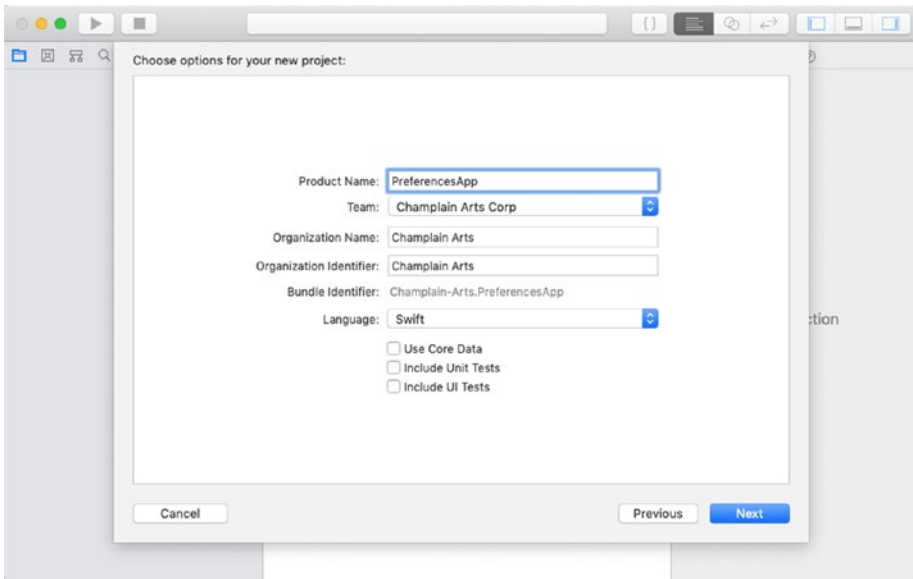 {}
Choose options for your new project:
Product Name: PreferencesApp
Team: Champlain Arts Corp
Organization Name: Champlain Arts
Organization Identifier: Champlain Arts
Bundle Identifier: Champlain-Arts.PreferencesApp
ction
Language: Swift
Use Core Data
Include Unit Tests
Include UI Tests
Cancel Previous Next